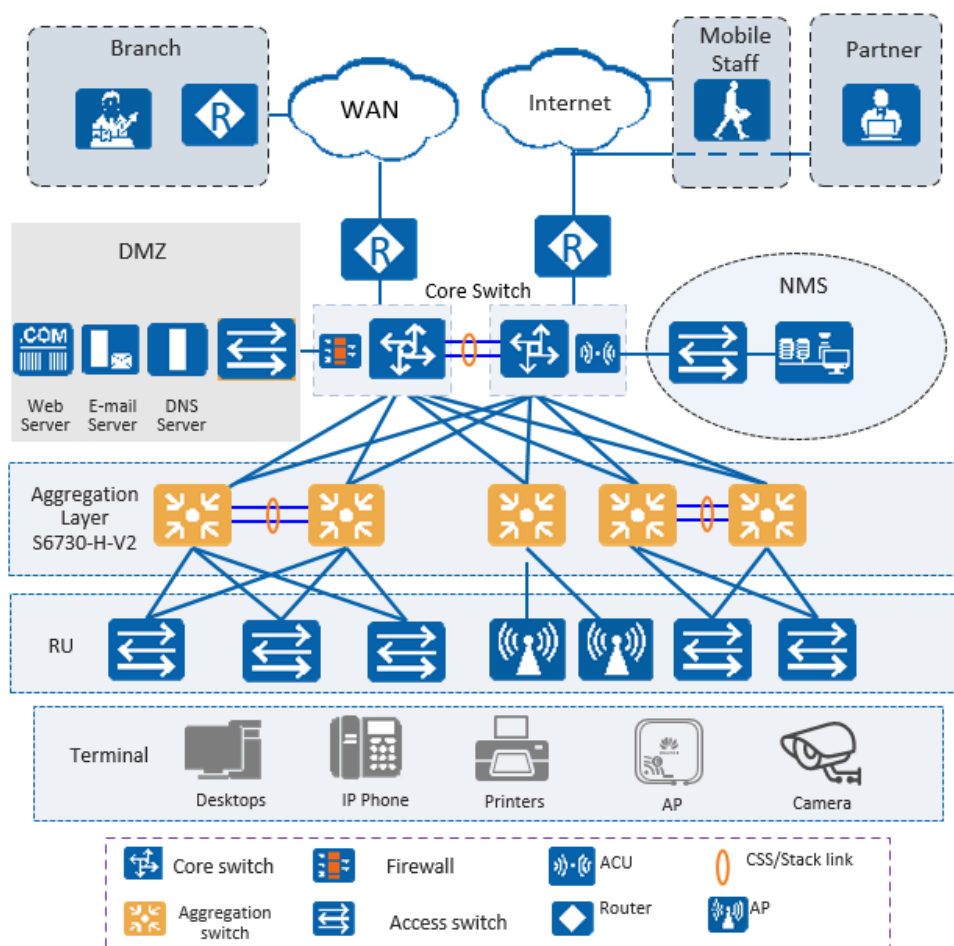 Branch
R
WAN
Internet
Mobile
Staff
Partner
R
R
DMZ
Core Switch
NMS
.COM
Web
Server
E-mail
Server
DNS
Server
Aggregation
Layer
S6730-H-V2
RU
Terminal
Desktops
IP Phone
Printers
AP
Camera
Core switch
Firewall
ACU
CSS/Stack link
Aggregation
switch
Access switch
Router
AP